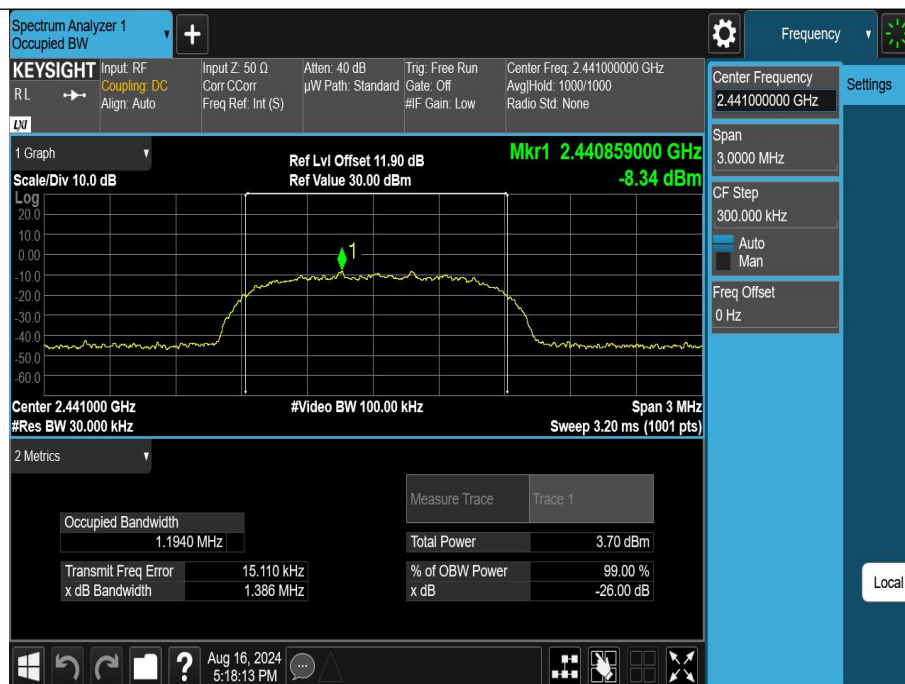 Spectrum Analyzer 1
Occupied BW
+
Frequency
KEYSIGHT
RL
LXI
Input: RF
Coupling: DC
Align: Auto
Input Z: 50 Ω
Corr CCorr
Freq Ref: Int (S)
Atten: 40 dB
µW Path: Standard
Trig: Free Run
Gate: Off
#IF Gain: Low
Center Freq: 2.441000000 GHz
Avg|Hold: 1000/1000
Radio Std: None
Center Frequency
2.441000000 GHz
Settings
Span
3.0000 MHz
CF Step
300.000 kHz
Auto
Man
Freq Offset
0 Hz
Local
1 Graph
Scale/Div 10.0 dB
Ref Lvl Offset 11.90 dB
Ref Value 30.00 dBm
Mkr1 2.440859000 GHz
-8.34 dBm
Log
20.0
10.0
0.00
-10.0
-20.0
-30.0
-40.0
-50.0
-60.0
1
Center 2.441000 GHz
#Res BW 30.000 kHz
#Video BW 100.00 kHz
Span 3 MHz
Sweep 3.20 ms (1001 pts)
2 Metrics
Measure Trace Trace 1
Occupied Bandwidth
1.1940 MHz
Total Power 3.70 dBm
Transmit Freq Error 15.110 kHz
% of OBW Power 99.00 %
x dB Bandwidth 1.386 MHz
x dB -26.00 dB
?
Aug 16, 2024
5:18:13 PM